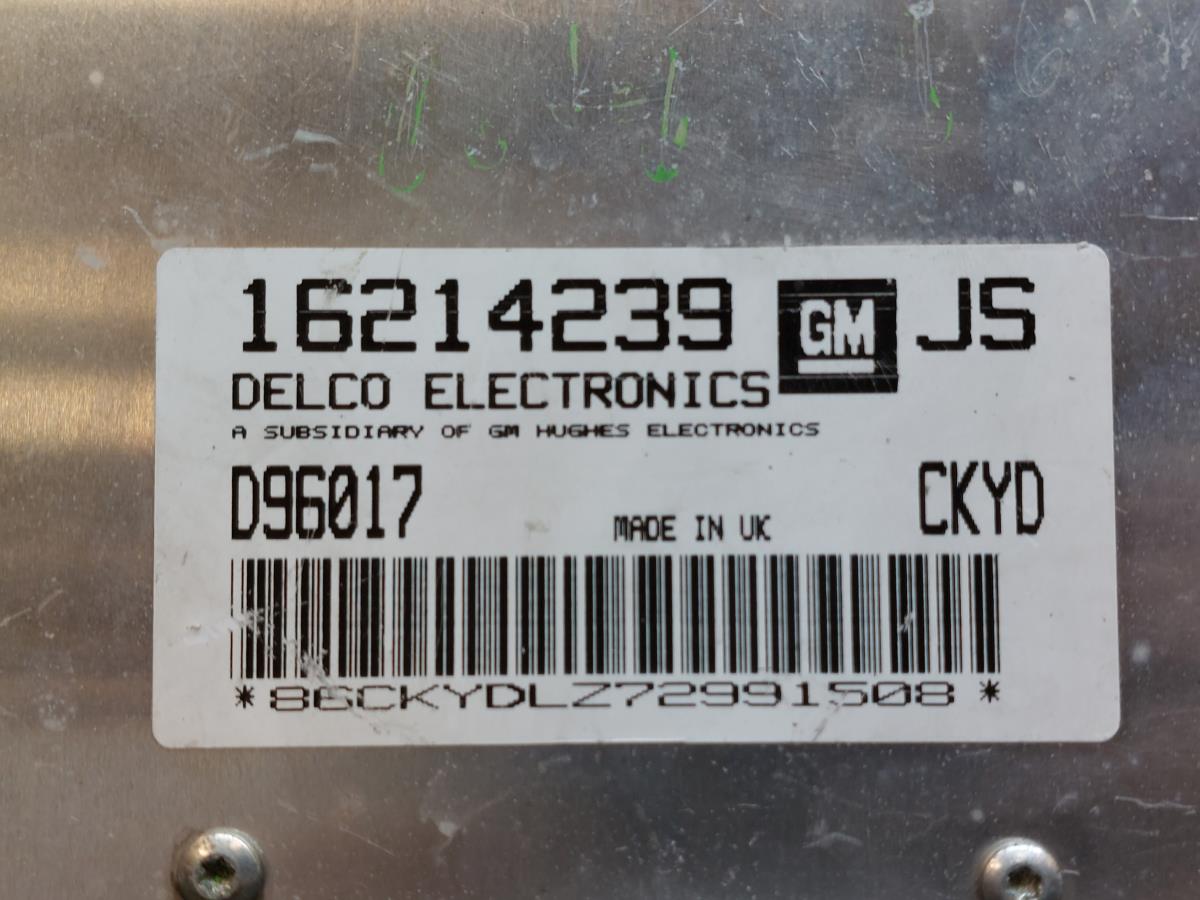 16214239 GM JS
DELCO ELECTRONICS
A SUBSIDIARY OF GM HUGHES ELECTRONICS
D96017 MADE IN UK CKYD
*86CKYDLZ72991508*